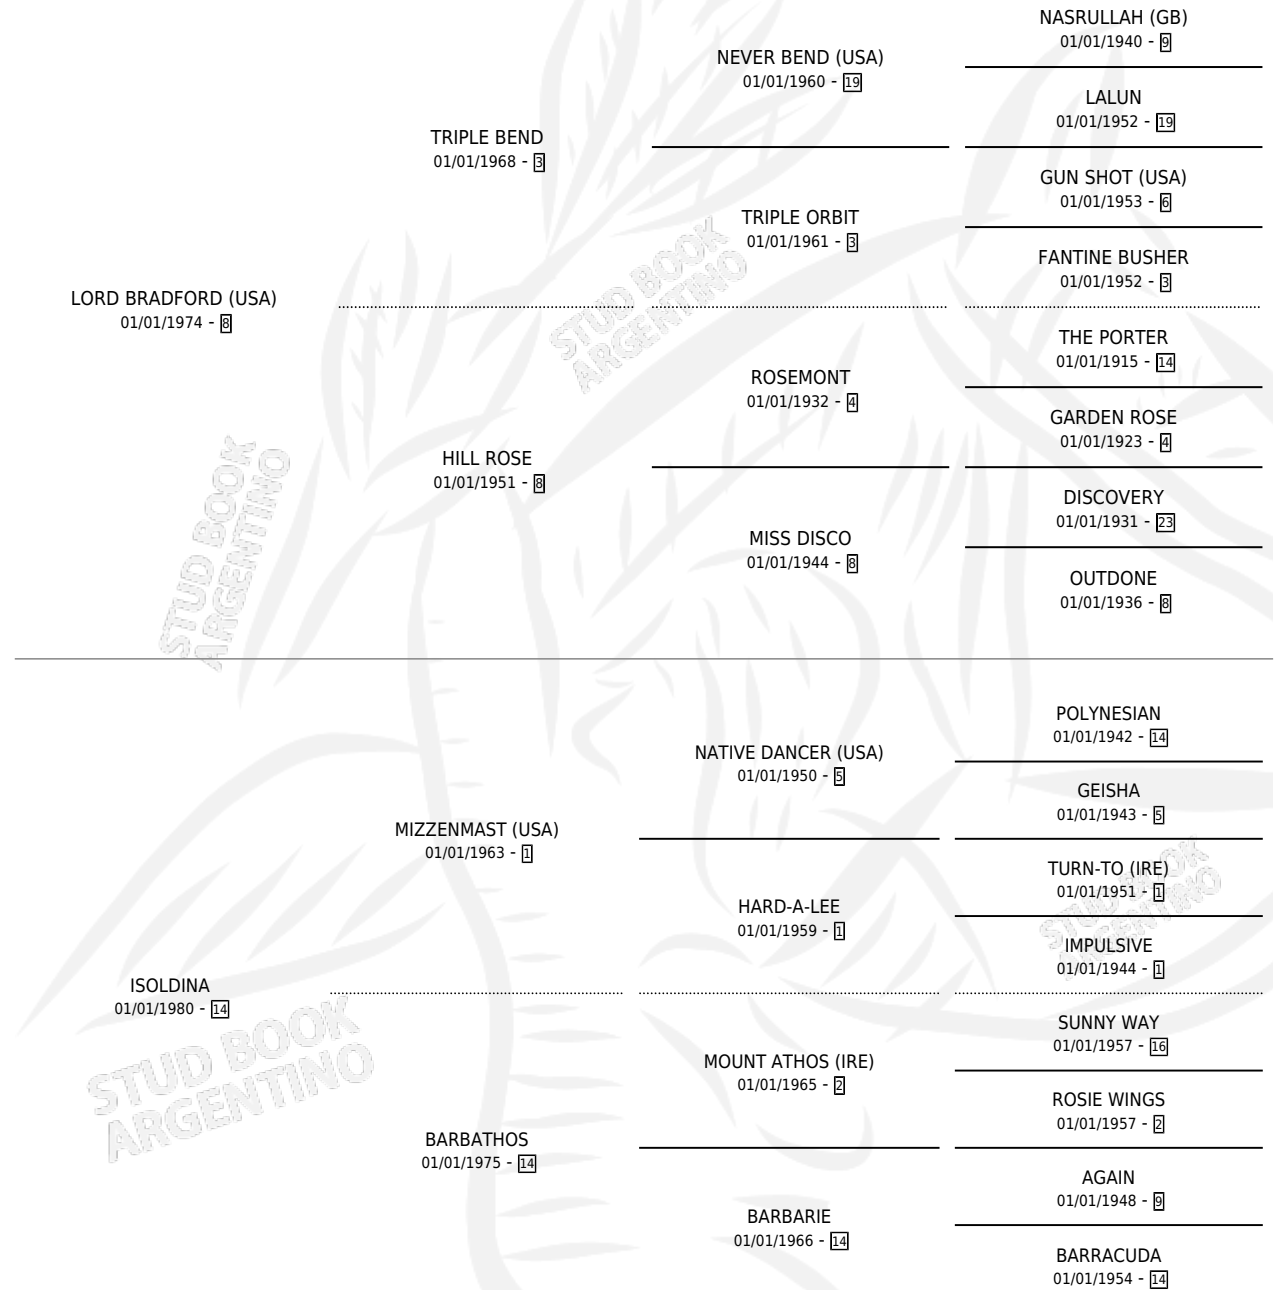 NASRULLAH (GB)
01/01/1940 - 9
NEVER BEND (USA)
01/01/1960 - 19
LALUN
01/01/1952 - 19
TRIPLE BEND
01/01/1968 - 3
GUN SHOT (USA)
01/01/1953 - 6
TRIPLE ORBIT
01/01/1961 - 3
FANTINE BUSHER
01/01/1952 - 3
LORD BRADFORD (USA)
01/01/1974 - 8
THE PORTER
01/01/1915 - 14
ROSEMONT
01/01/1932 - 4
GARDEN ROSE
01/01/1923 - 4
HILL ROSE
01/01/1951 - 8
DISCOVERY
01/01/1931 - 23
MISS DISCO
01/01/1944 - 8
OUTDONE
01/01/1936 - 8
STUD BOOK
ARGENTINO
STUD BOOK
ARGENTINO
POLYNESIAN
01/01/1942 - 14
NATIVE DANCER (USA)
01/01/1950 - 5
GEISHA
01/01/1943 - 5
MIZZENMAST (USA)
01/01/1963 - 1
TURN-TO (IRE)
01/01/1951 - 1
HARD-A-LEE
01/01/1959 - 1
IMPULSIVE
01/01/1944 - 1
ISOLDINA
01/01/1980 - 14
SUNNY WAY
01/01/1957 - 16
MOUNT ATHOS (IRE)
01/01/1965 - 2
ROSIE WINGS
01/01/1957 - 2
BARBATHOS
01/01/1975 - 14
AGAIN
01/01/1948 - 9
BARBARIE
01/01/1966 - 14
BARRACUDA
01/01/1954 - 14
STUD BOOK
ARGENTINO
STUD BOOK
ARGENTINO